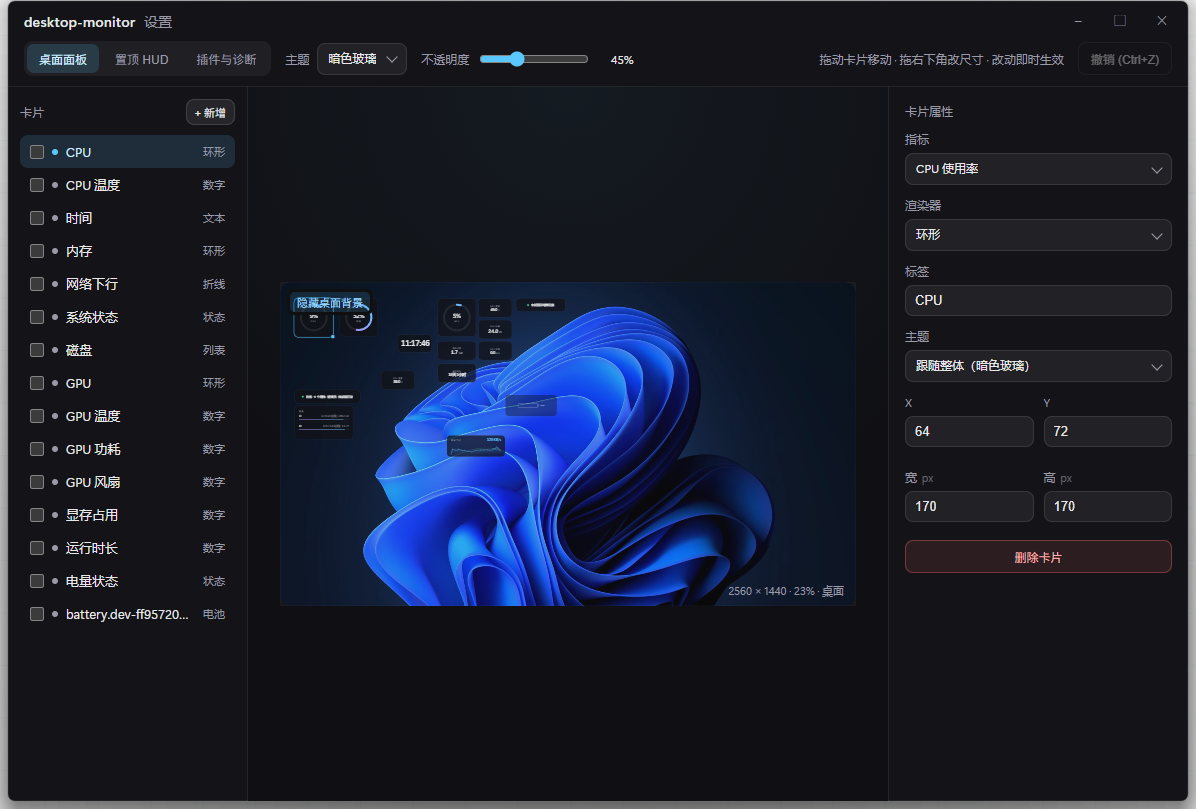 desktop-monitor 设置
桌面面板 置顶 HUD 插件与诊断 主题 暗色玻璃 不透明度 45% 拖动卡片移动 · 拖右下角改尺寸 · 改动即时生效 撤销 (Ctrl+Z)
卡片 + 新增
CPU 环形
CPU 温度 数字
时间 文本
内存 环形
网络下行 折线
系统状态 状态
磁盘 列表
GPU 环形
GPU 温度 数字
GPU 功耗 数字
GPU 风扇 数字
显存占用 数字
运行时长 数字
电量状态 状态
battery.dev-ff95720... 电池
隐藏桌面背景
5%
11:17:46
2560 × 1440 · 23% · 桌面
卡片属性
指标
CPU 使用率
渲染器
环形
标签
CPU
主题
跟随整体（暗色玻璃）
X Y
64 72
宽 px 高 px
170 170
删除卡片